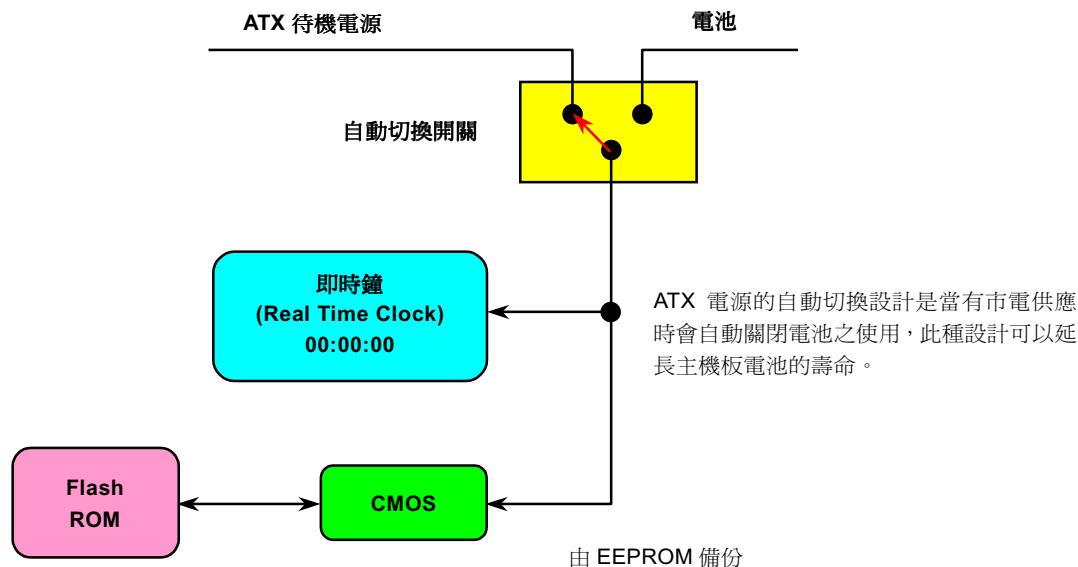 ATX 待機電源
電池
自動切換開關
即時鐘
(Real Time Clock)
00:00:00
ATX 電源的自動切換設計是當有市電供應
時會自動關閉電池之使用，此種設計可以延
長主機板電池的壽命。
Flash
ROM
CMOS
由 EEPROM 備份